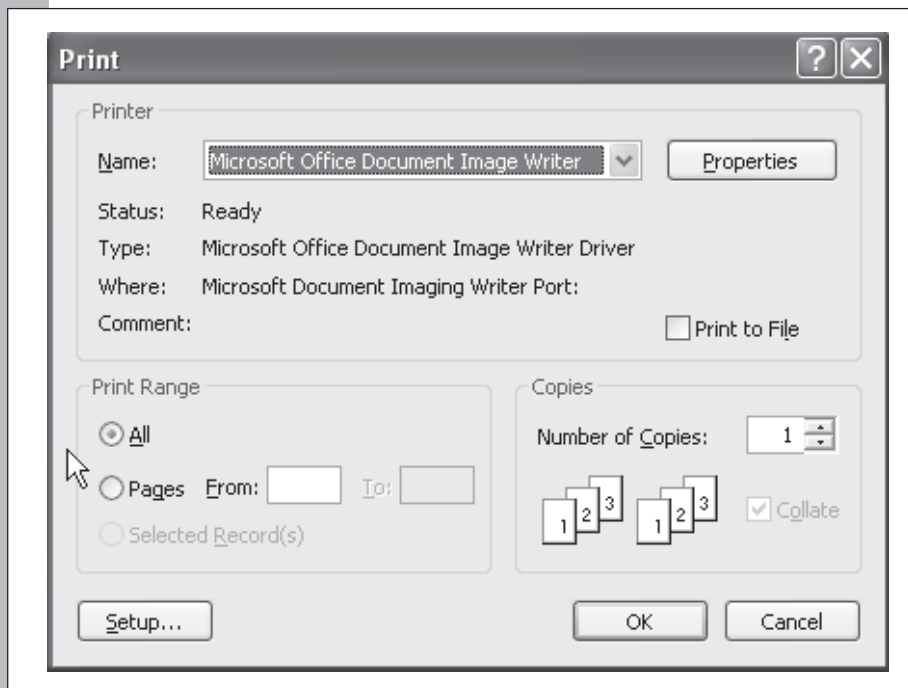 Print
Printer
Name: Microsoft Office Document Image Writer Properties
Status: Ready
Type: Microsoft Office Document Image Writer Driver
Where: Microsoft Document Imaging Writer Port:
Comment: Print to File
Print Range
All
Pages From: To:
Selected Record(s)
Copies
Number of Copies: 1
1 2 3 1 2 3 Collate
Setup... OK Cancel